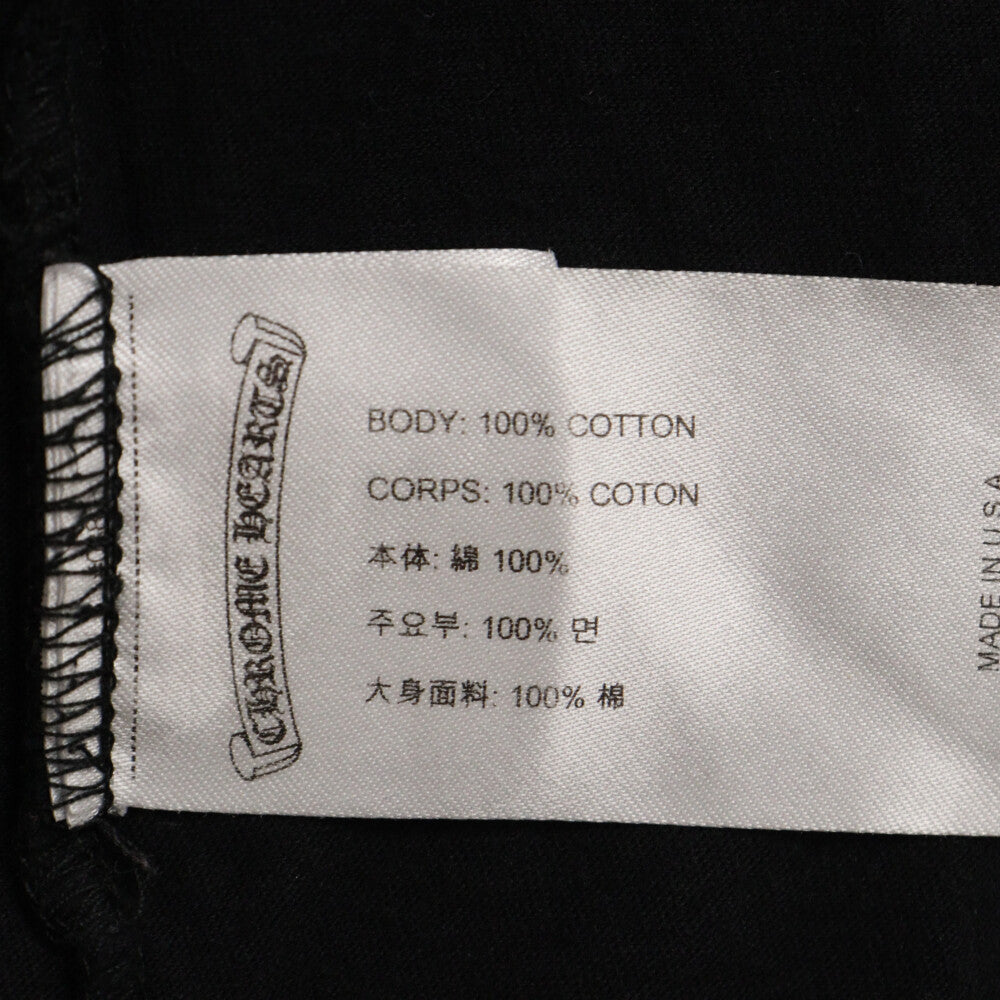 CHROME HEARTS
BODY: 100% COTTON
CORPS: 100% COTON
本体: 綿 100%
주요부: 100% 면
大身面料: 100% 棉
MADE IN U.S.A